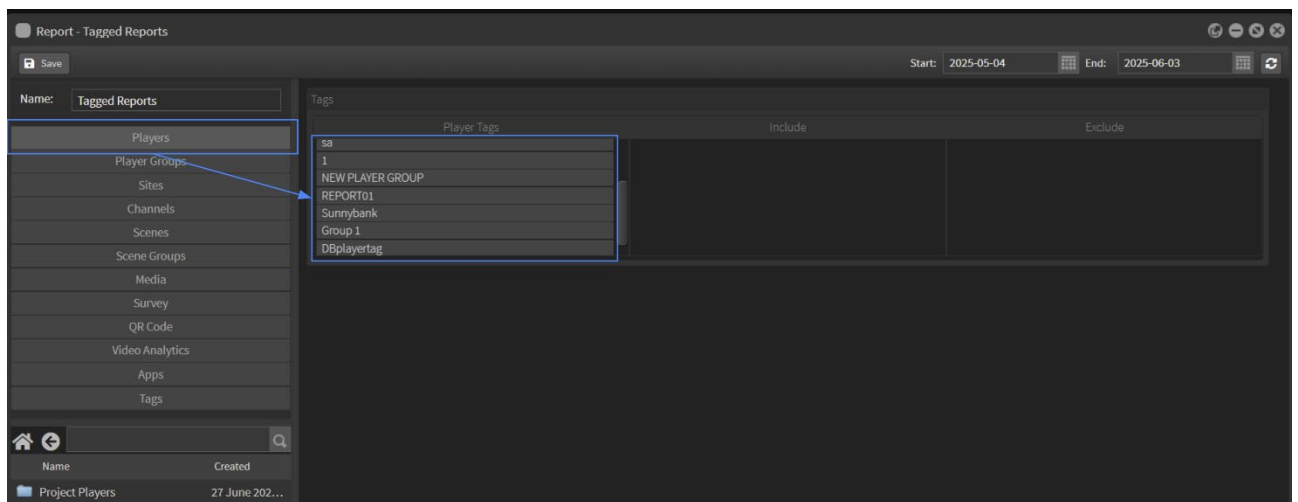 Report - Tagged Reports
Save
Start: 2025-05-04 End: 2025-06-03
Name: Tagged Reports
Players
Player Groups
Sites
Channels
Scenes
Scene Groups
Media
Survey
QR Code
Video Analytics
Apps
Tags
Name Created
Project Players 27 June 202...
Tags
Player Tags Include Exclude
sa
1
NEW PLAYER GROUP
REPORT01
Sunnybank
Group 1
DBplayertag